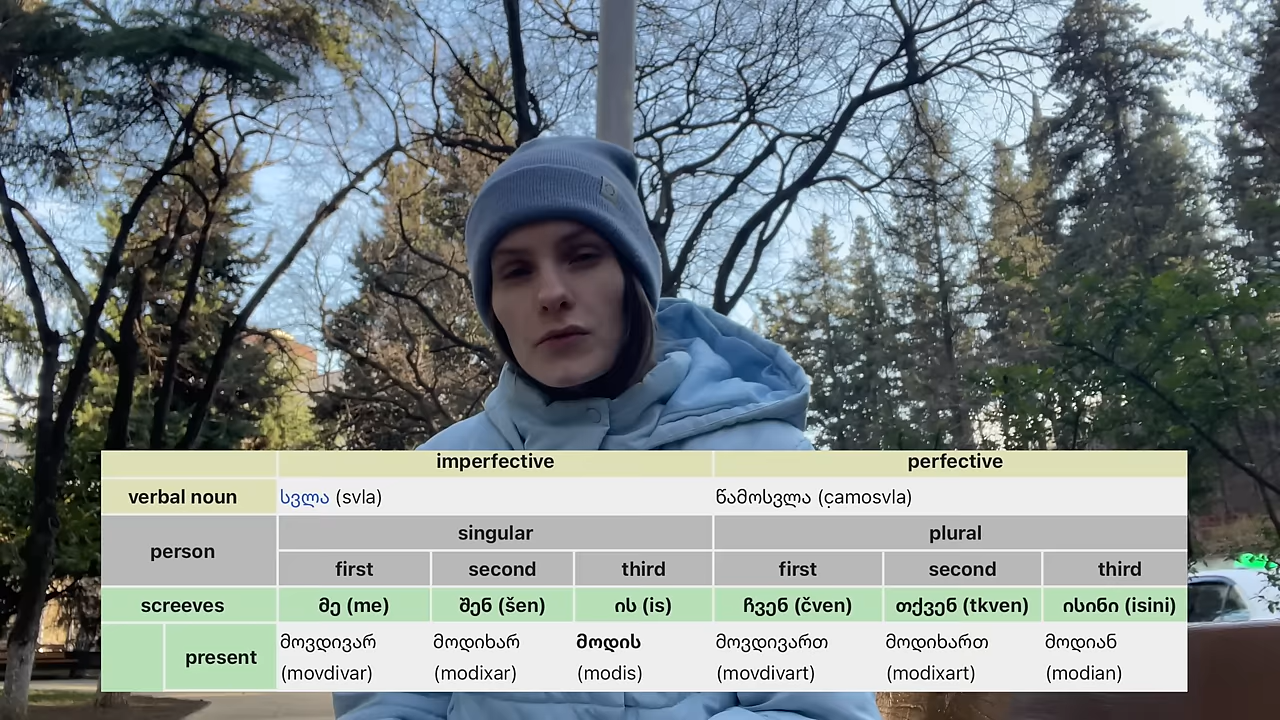 imperfective perfective
verbal noun სვლა (svla) წამოსვლა (c̣amosvla)
person singular plural
first second third first second third
screeves მე (me) შენ (šen) ის (is) ჩვენ (čven) თქვენ (tkven) ისინი (isini)
present მოვდივარ მოდიხარ მოდის მოვდივართ მოდიხართ მოდიან
(movdivar) (modixar) (modis) (movdivart) (modixart) (modian)